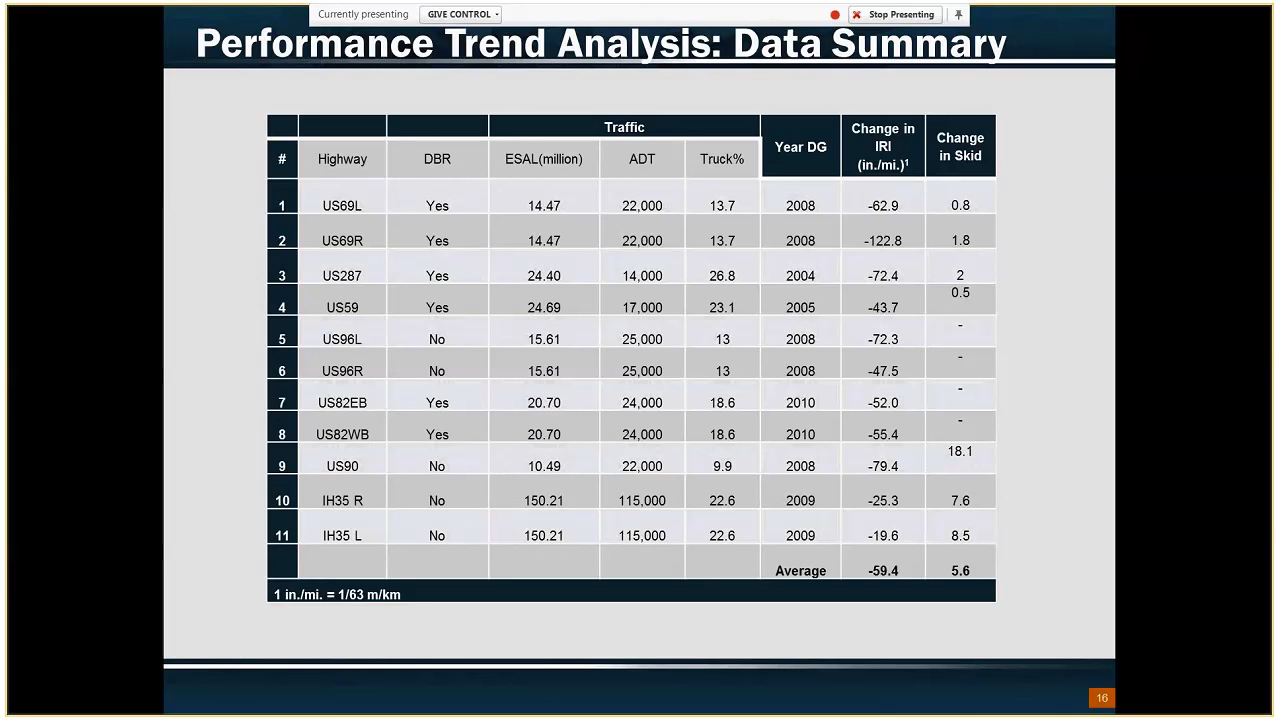 Currently presenting GIVE CONTROL Stop Presenting
Performance Trend Analysis: Data Summary
Traffic Year DG Change in IRI (in./mi.)1 Change in Skid
# Highway DBR ESAL(million) ADT Truck%
1 US69L Yes 14.47 22,000 13.7 2008 -62.9 0.8
2 US69R Yes 14.47 22,000 13.7 2008 -122.8 1.8
3 US287 Yes 24.40 14,000 26.8 2004 -72.4 2
4 US59 Yes 24.69 17,000 23.1 2005 -43.7 0.5
5 US96L No 15.61 25,000 13 2008 -72.3 -
6 US96R No 15.61 25,000 13 2008 -47.5 -
7 US82EB Yes 20.70 24,000 18.6 2010 -52.0 -
8 US82WB Yes 20.70 24,000 18.6 2010 -55.4 -
9 US90 No 10.49 22,000 9.9 2008 -79.4 18.1
10 IH35 R No 150.21 115,000 22.6 2009 -25.3 7.6
11 IH35 L No 150.21 115,000 22.6 2009 -19.6 8.5
Average -59.4 5.6
1 in./mi. = 1/63 m/km
16